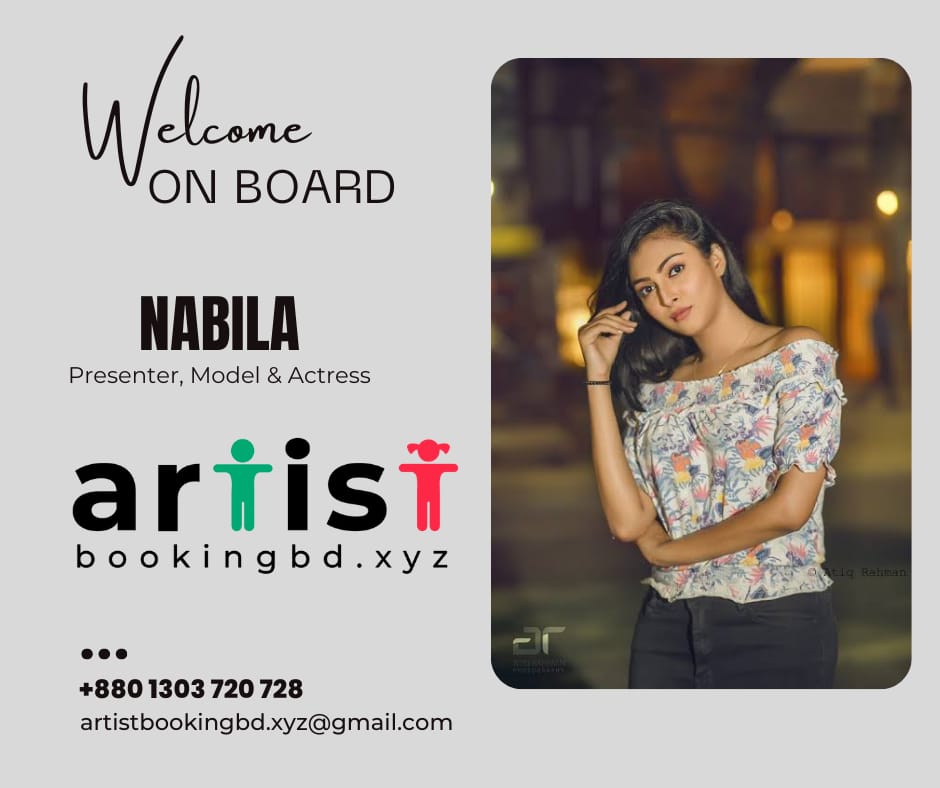 Welcome
ON BOARD
NABILA
Presenter, Model & Actress
artist
bookingbd.xyz
+880 1303 720 728
artistbookingbd.xyz@gmail.com
© Atiq Rahman
PHOTOGRAPHY